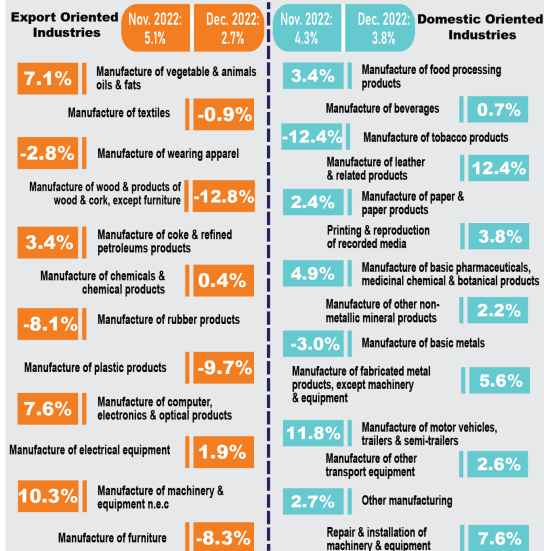 Export Oriented
Industries
Nov. 2022:
5.1%
Dec. 2022:
2.7%
7.1%
Manufacture of vegetable & animals
oils & fats
Manufacture of textiles
-0.9%
-2.8%
Manufacture of wearing apparel
Manufacture of wood & products of
wood & cork, except furniture
-12.8%
3.4%
Manufacture of coke & refined
petroleums products
Manufacture of chemicals &
chemical products
0.4%
-8.1%
Manufacture of rubber products
Manufacture of plastic products
-9.7%
7.6%
Manufacture of computer,
electronics & optical products
Manufacture of electrical equipment
1.9%
10.3%
Manufacture of machinery &
equipment n.e.c
Manufacture of furniture
-8.3%
Nov. 2022:
4.3%
Dec. 2022:
3.8%
Domestic Oriented
Industries
3.4%
Manufacture of food processing
products
Manufacture of beverages
0.7%
-12.4%
Manufacture of tobacco products
Manufacture of leather
& related products
12.4%
2.4%
Manufacture of paper &
paper products
Printing & reproduction
of recorded media
3.8%
4.9%
Manufacture of basic pharmaceuticals,
medicinal chemical & botanical products
Manufacture of other non-
metallic mineral products
2.2%
-3.0%
Manufacture of basic metals
Manufacture of fabricated metal
products, except machinery
& equipment
5.6%
11.8%
Manufacture of motor vehicles,
trailers & semi-trailers
Manufacture of other
transport equipment
2.6%
2.7%
Other manufacturing
Repair & installation of
machinery & equipment
7.6%